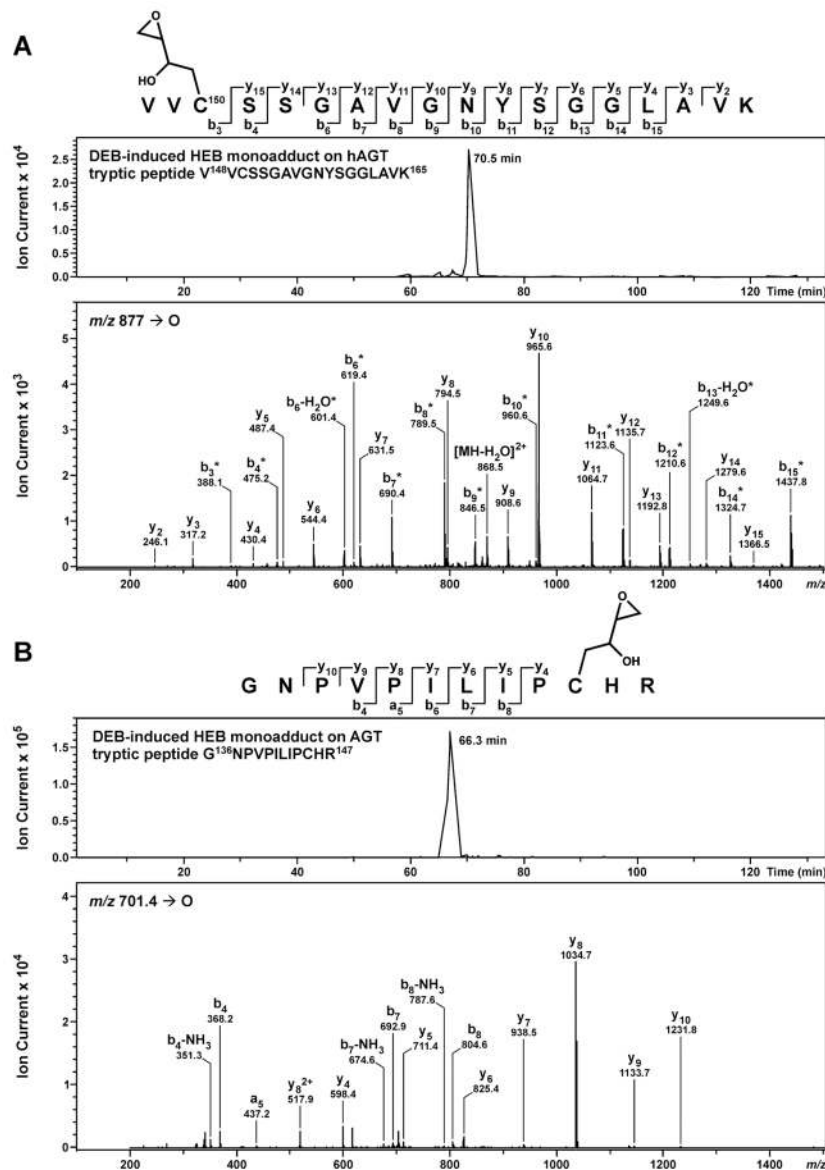 A
O
HO
y15 y14 y13 y12 y11 y10 y9 y8 y7 y6 y5 y4 y3 y2
V V C150 S S G A V G N Y S G G L A V K
b3 b4 b6 b7 b8 b9 b10 b11 b12 b13 b14 b15
DEB-induced HEB monoadduct on hAGT
tryptic peptide V148VCSSGAVGNYSGGLAVK165
70.5 min
Ion Current x 10^4
2.5
2.0
1.5
1.0
0.5
0.0
20 40 60 80 100 120 Time (min)
m/z 877 → O
Ion Current x 10^3
5
4
3
2
1
0
y2
246.1
y3
317.2
b3*
388.1
y4
430.4
b4*
475.2
y5
487.4
y6
544.4
b6-H2O*
601.4
b6*
619.4
y7
631.5
b7*
690.4
b8*
789.5
y8
794.5
b9*
846.5
[MH-H2O]2+
868.5
y9
908.6
b10*
960.6
y10
965.6
y11
1064.7
b11*
1123.6
y12
1135.7
y13
1192.8
b12*
1210.6
b13-H2O*
1249.6
y14
1279.6
b14*
1324.7
y15
1366.5
b15*
1437.8
200 400 600 800 1000 1200 1400
B
O
OH
y10 y9 y8 y7 y6 y5 y4
G N P V P I L I P C H R
b4 a5 b6 b7 b8
DEB-induced HEB monoadduct on AGT
tryptic peptide G136NPVPILIPCHR147
66.3 min
Ion Current x 10^5
1.5
1.0
0.5
0.0
20 40 60 80 100 120 Time (min)
m/z 701.4 → O
Ion Current x 10^4
4
3
2
1
0
b4-NH3
351.3
b4
368.2
a5
437.2
y8 2+
517.9
y4
598.4
b7-NH3
674.6
b7
692.9
y5
711.4
b8-NH3
787.6
b8
804.6
y6
825.4
y7
938.5
y8
1034.7
y9
1133.7
y10
1231.8
200 400 600 800 1000 1200 1400